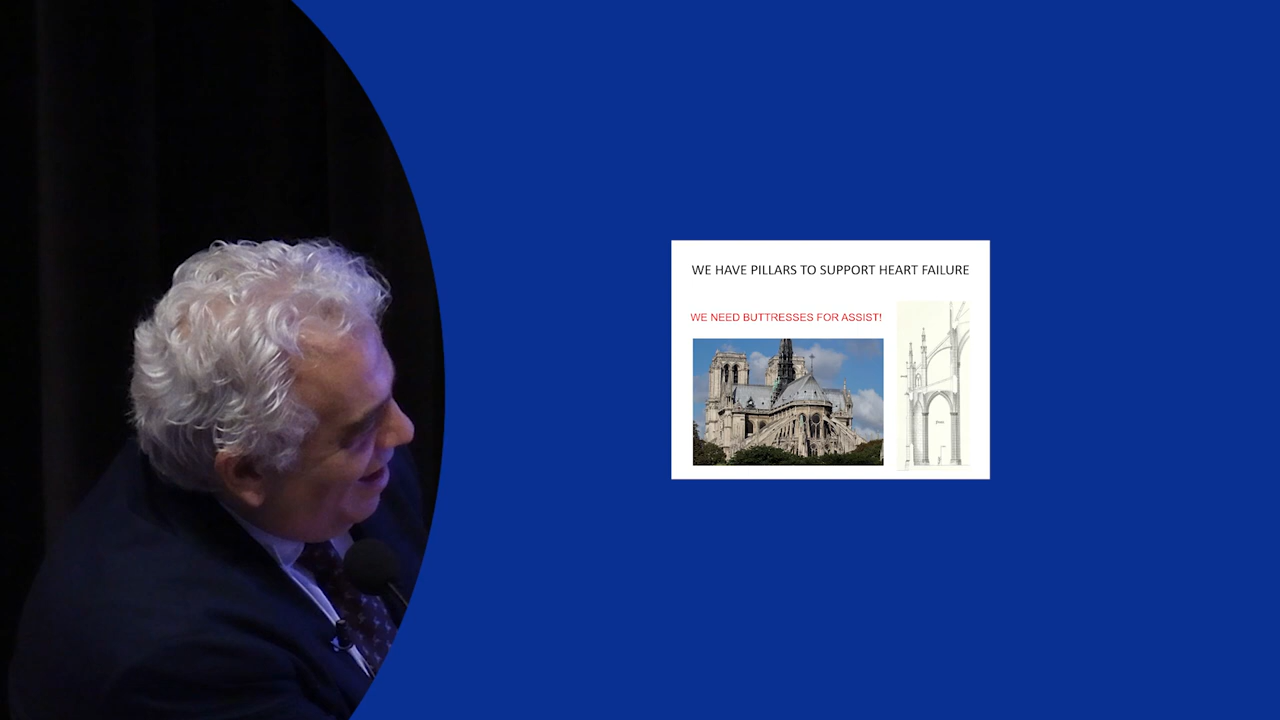 WE HAVE PILLARS TO SUPPORT HEART FAILURE
WE NEED BUTTRESSES FOR ASSIST!